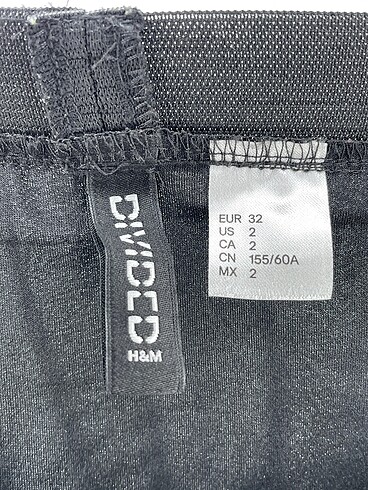 DIVIDED
H&M
EUR 32
US 2
CA 2
CN 155/60A
MX 2